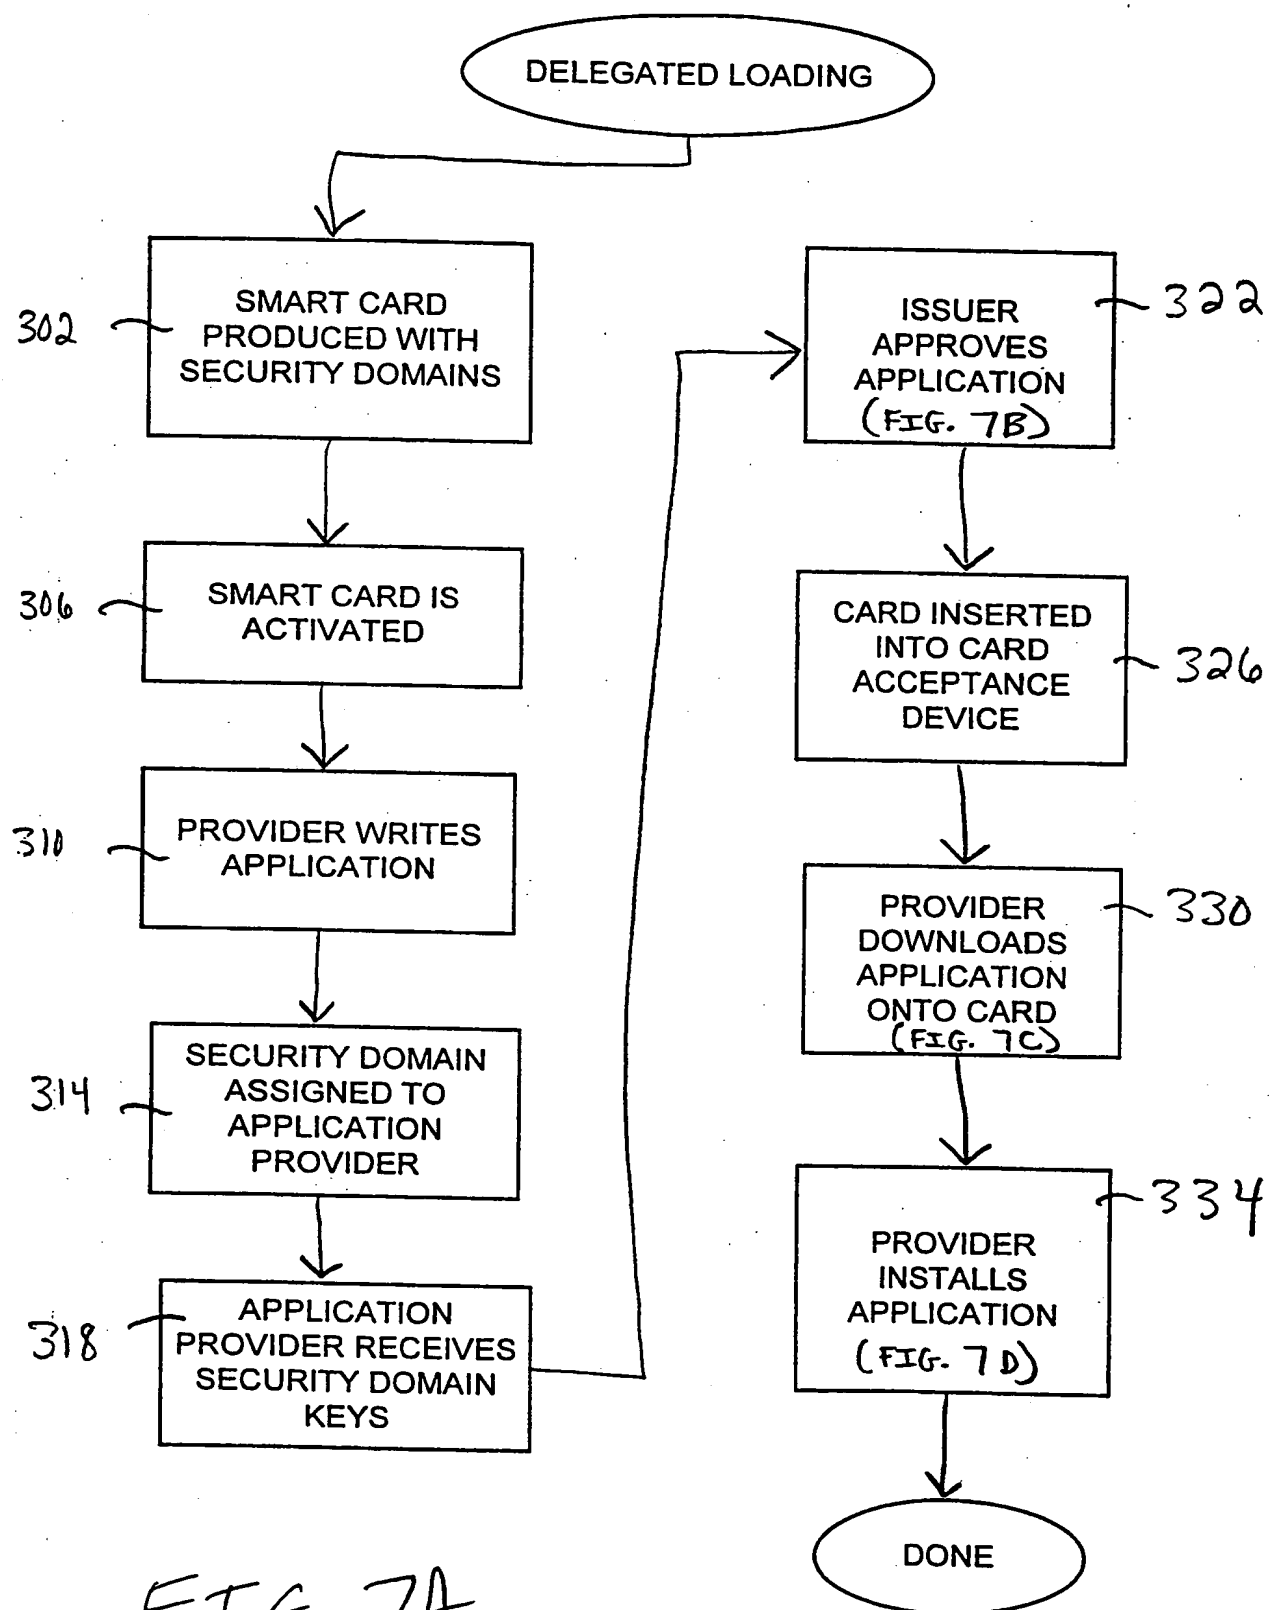 DELEGATED LOADING
302
SMART CARD
PRODUCED WITH
SECURITY DOMAINS
306
SMART CARD IS
ACTIVATED
310
PROVIDER WRITES
APPLICATION
314
SECURITY DOMAIN
ASSIGNED TO
APPLICATION
PROVIDER
318
APPLICATION
PROVIDER RECEIVES
SECURITY DOMAIN
KEYS
322
ISSUER
APPROVES
APPLICATION
(FIG. 7B)
326
CARD INSERTED
INTO CARD
ACCEPTANCE
DEVICE
330
PROVIDER
DOWNLOADS
APPLICATION
ONTO CARD
(FIG. 7C)
334
PROVIDER
INSTALLS
APPLICATION
(FIG. 7D)
DONE
FIG. 7A